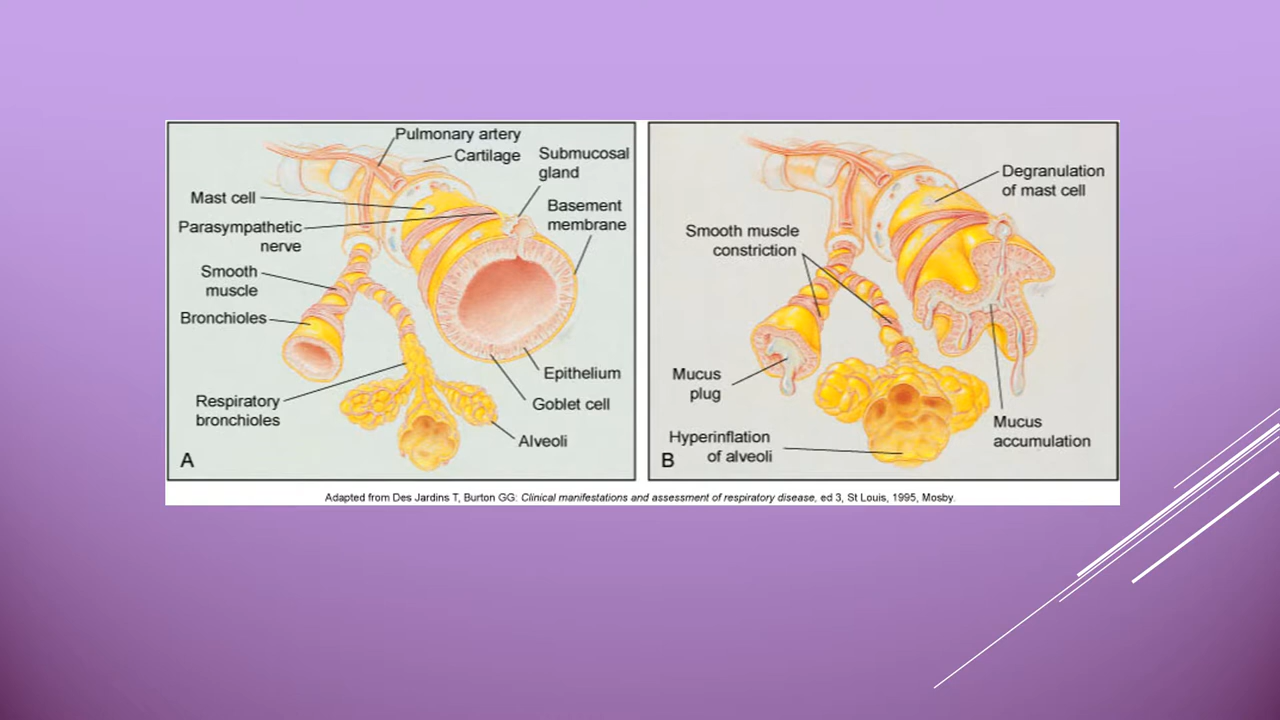 Pulmonary artery
Cartilage
Submucosal
gland
Mast cell
Basement
membrane
Parasympathetic
nerve
Smooth
muscle
Bronchioles
Epithelium
Respiratory
bronchioles
Goblet cell
Alveoli
A
Degranulation
of mast cell
Smooth muscle
constriction
Mucus
plug
Mucus
accumulation
Hyperinflation
of alveoli
B
Adapted from Des Jardins T, Burton GG: Clinical manifestations and assessment of respiratory disease, ed 3, St Louis, 1995, Mosby.